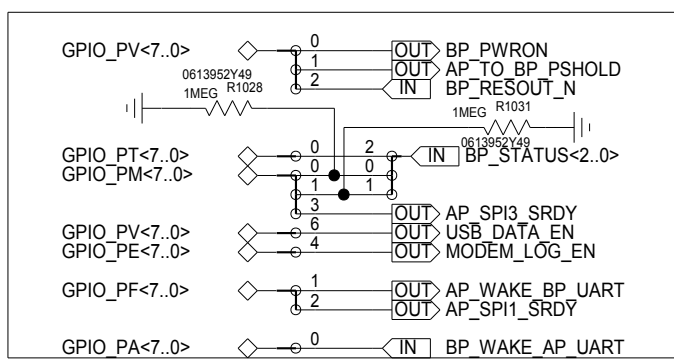 GPIO_PV<7..0> 0 OUT BP_PWRON
1 OUT AP_TO_BP_PSHOLD
2 IN BP_RESOUT_N
0613952Y49
1MEG R1028
1MEG R1031
0613952Y49
GPIO_PT<7..0> 0 2 IN BP_STATUS<2..0>
GPIO_PM<7..0> 0 0
1 1
3 OUT AP_SPI3_SRDY
GPIO_PV<7..0> 6 OUT USB_DATA_EN
GPIO_PE<7..0> 4 OUT MODEM_LOG_EN
GPIO_PF<7..0> 1 OUT AP_WAKE_BP_UART
2 OUT AP_SPI1_SRDY
GPIO_PA<7..0> 0 IN BP_WAKE_AP_UART